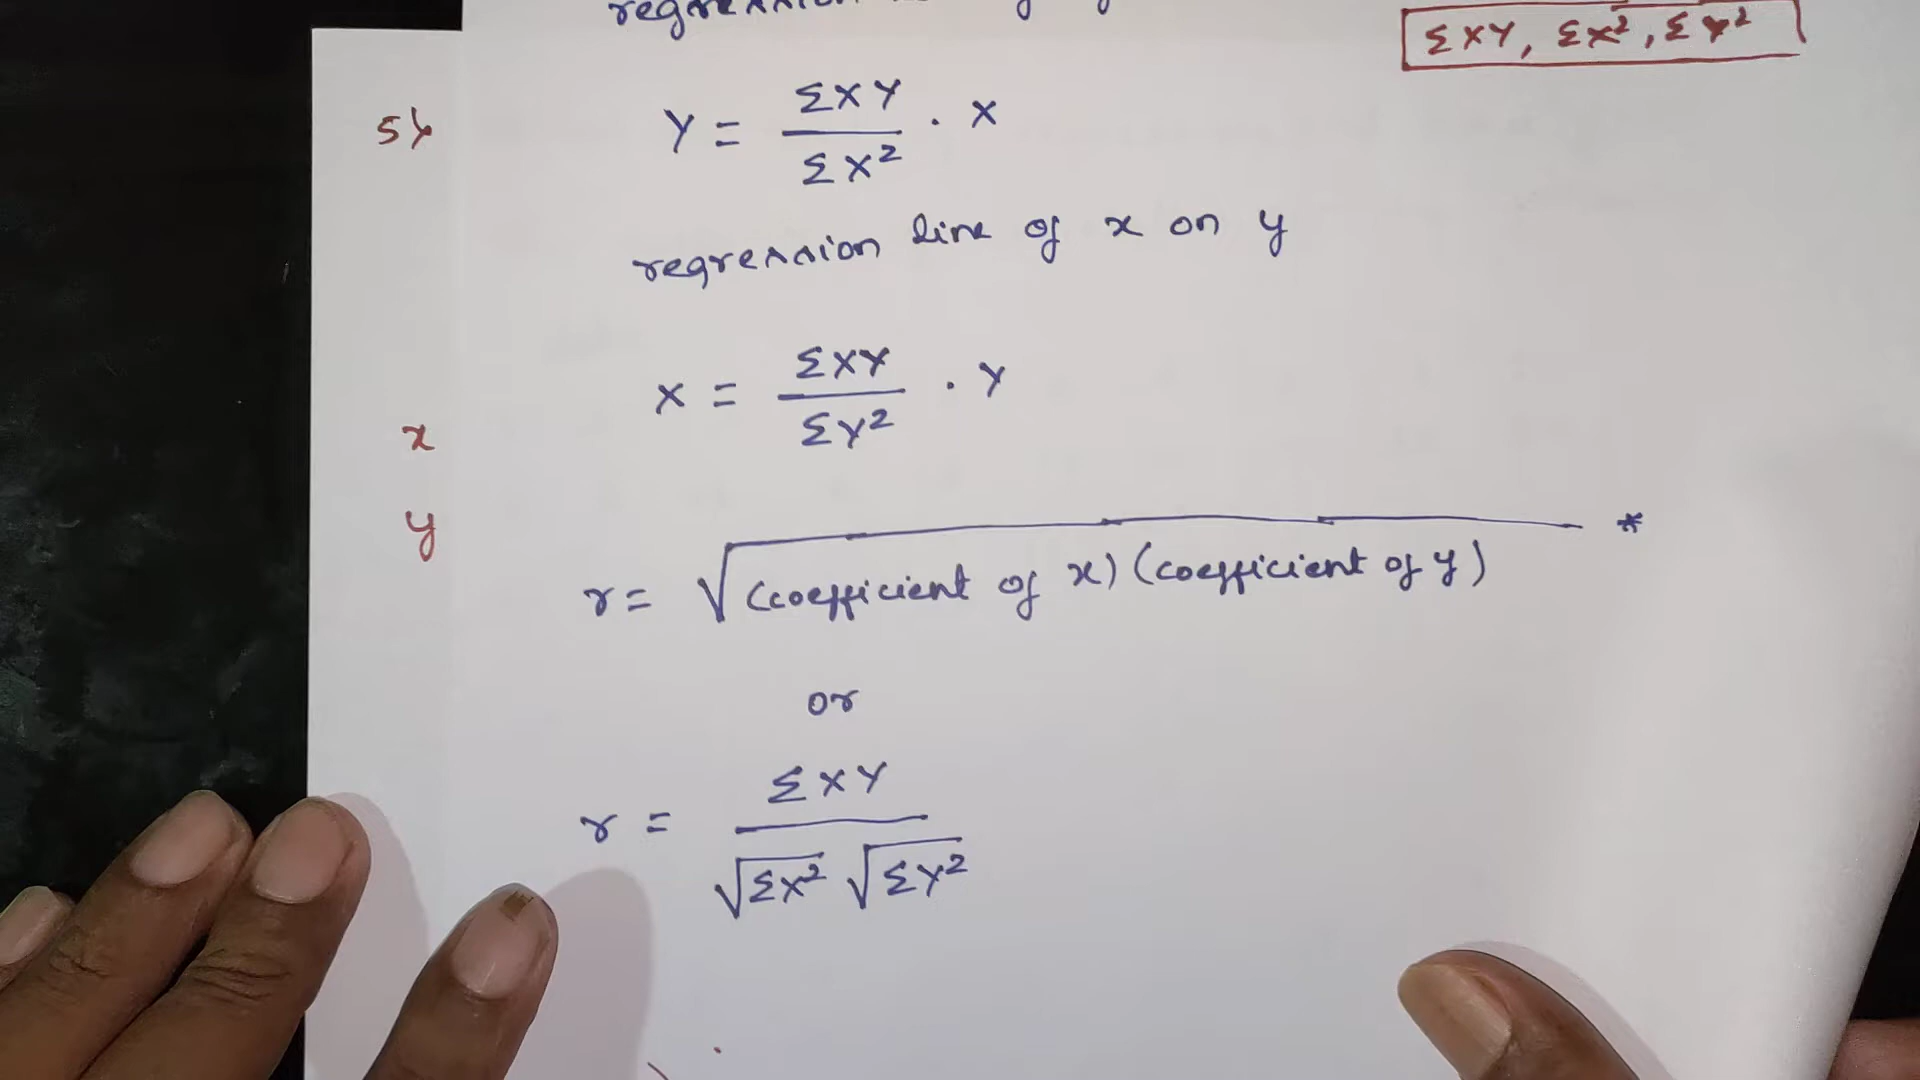 regression
ΣXY, ΣX², ΣY²
Y = ΣXY / ΣX² . X
regression line of x on y
X = ΣXY / ΣY² . Y
x
y
r = √(coefficient of x) (coefficient of y) *
or
r = ΣXY / √ΣX² √ΣY²